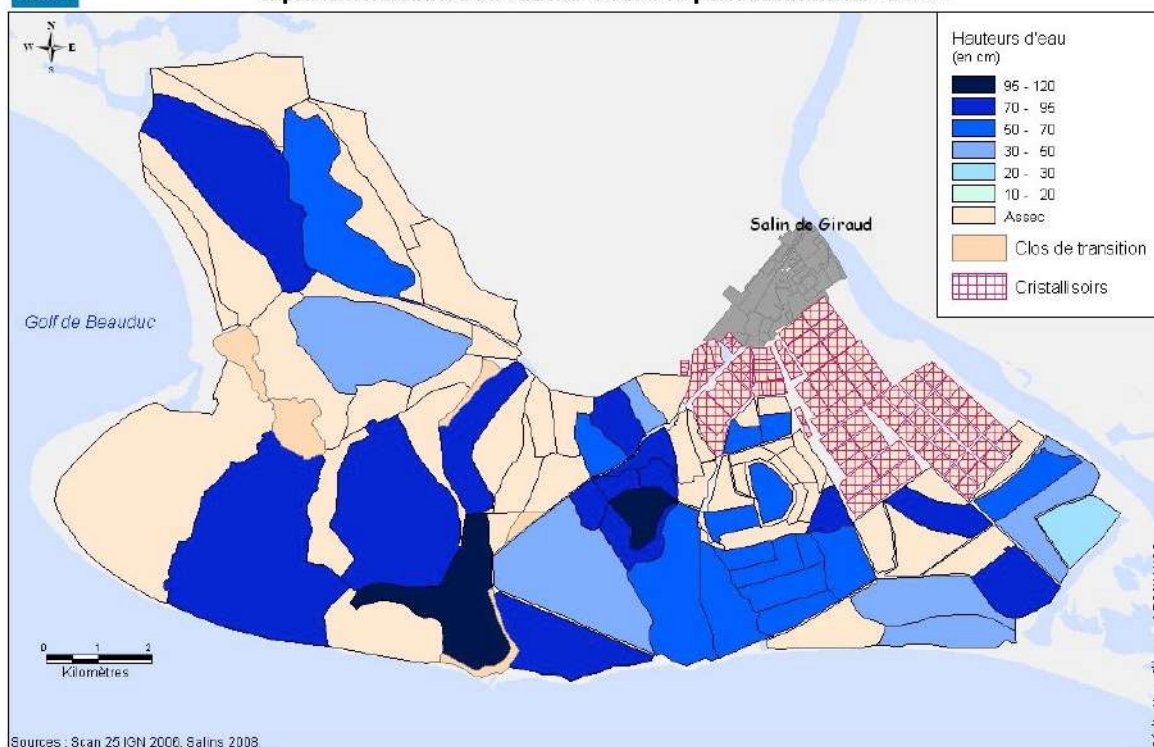 N
W E
S
Hauteurs d'eau
(en cm)
95 - 120
70 - 95
50 - 70
30 - 50
20 - 30
10 - 20
Assec
Clos de transition
Cristallisoirs
Salin de Giraud
Golf de Beauduc
0 1 2
Kilomètres
Sources : Scan 25 IGN 2006, Salins 2008